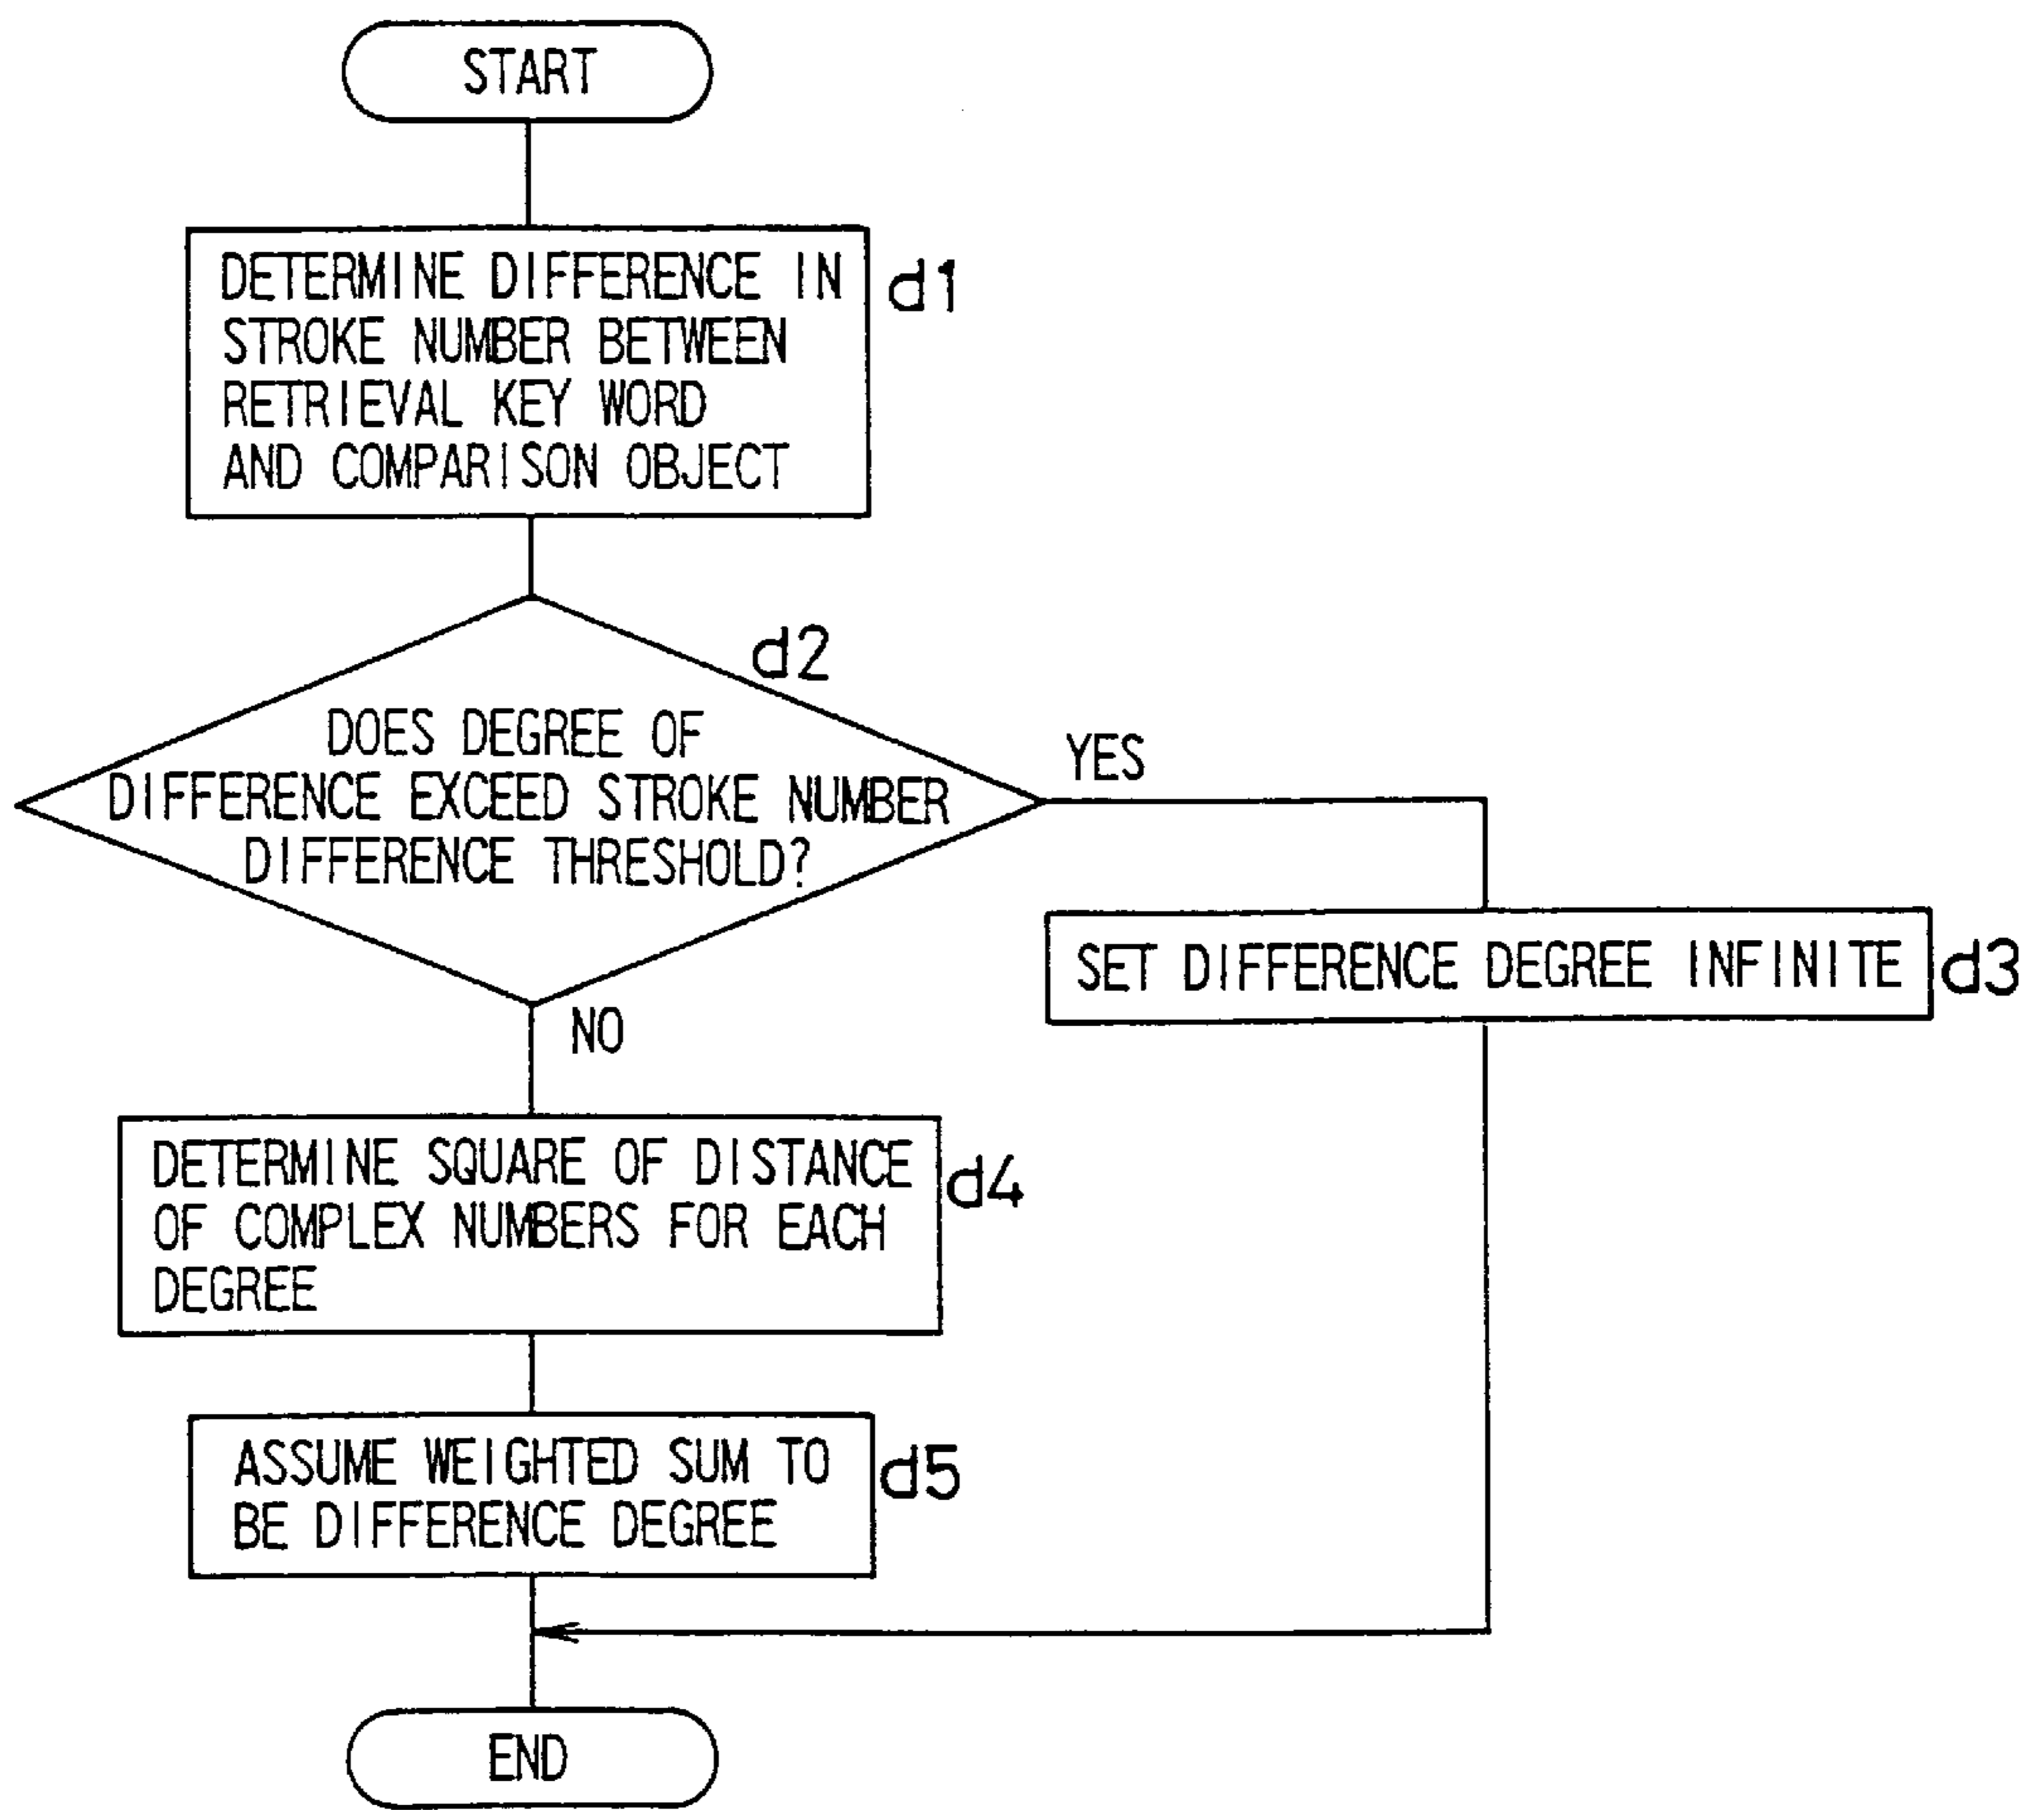 START
DETERMINE DIFFERENCE IN
STROKE NUMBER BETWEEN
RETRIEVAL KEY WORD
AND COMPARISON OBJECT
d1
d2
DOES DEGREE OF
DIFFERENCE EXCEED STROKE NUMBER
DIFFERENCE THRESHOLD?
YES
SET DIFFERENCE DEGREE INFINITE
d3
NO
DETERMINE SQUARE OF DISTANCE
OF COMPLEX NUMBERS FOR EACH
DEGREE
d4
ASSUME WEIGHTED SUM TO
BE DIFFERENCE DEGREE
d5
END